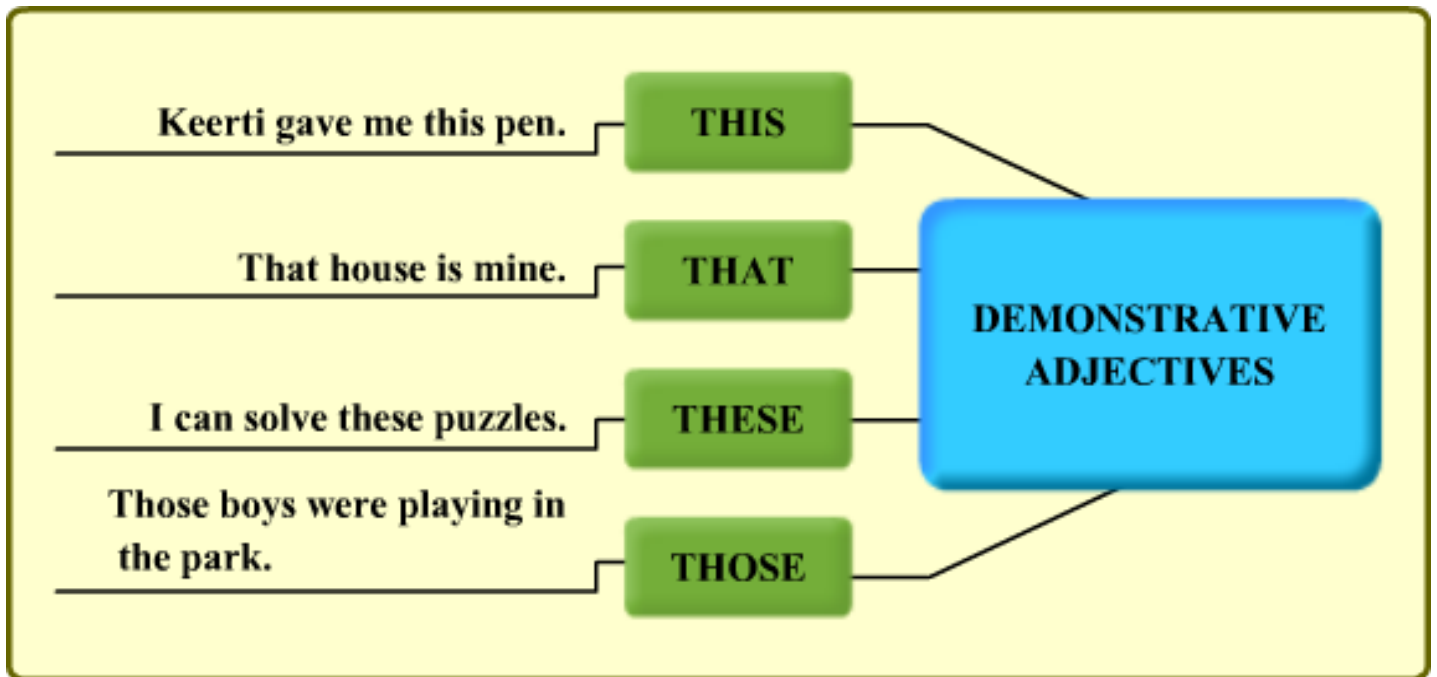 Keerti gave me this pen.
THIS
That house is mine.
THAT
DEMONSTRATIVE
ADJECTIVES
I can solve these puzzles.
THESE
Those boys were playing in
the park.
THOSE